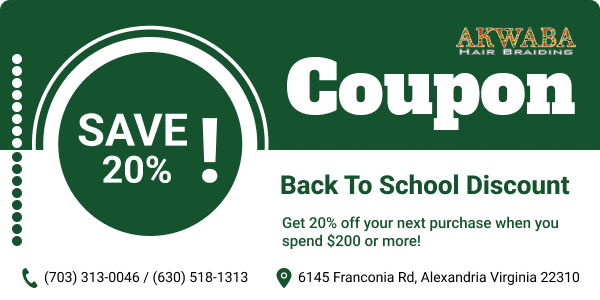 AKWABA
HAIR BRAIDING
Coupon
SAVE
20% !
Back To School Discount
Get 20% off your next purchase when you
spend $200 or more!
(703) 313-0046 / (630) 518-1313
6145 Franconia Rd, Alexandria Virginia 22310